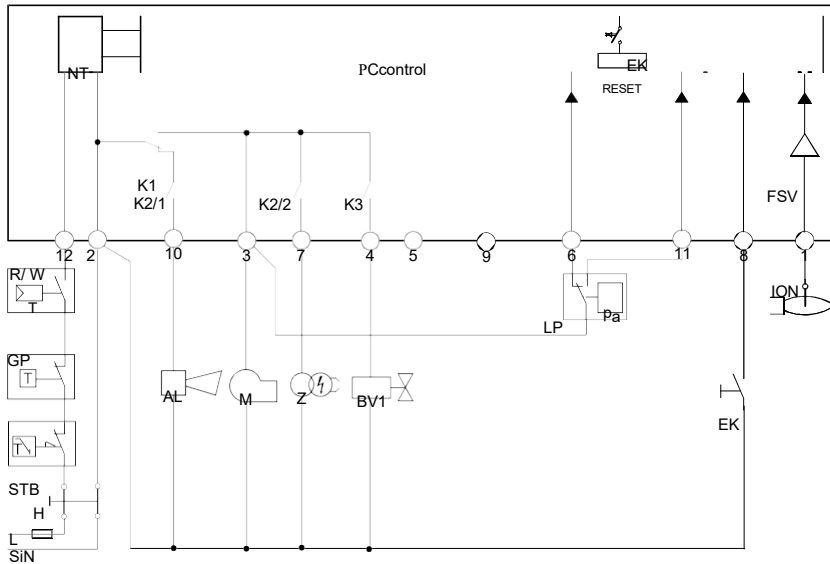 NT
PCcontrol
EK
RESET
K1
K2/1
K2/2
K3
FSV
12
2
10
3
7
4
5
9
6
11
8
1
R/ W
T
ION
pa
LP
GP
T
AL
M
Z
BV1
EK
T
STB
H
L
SiN